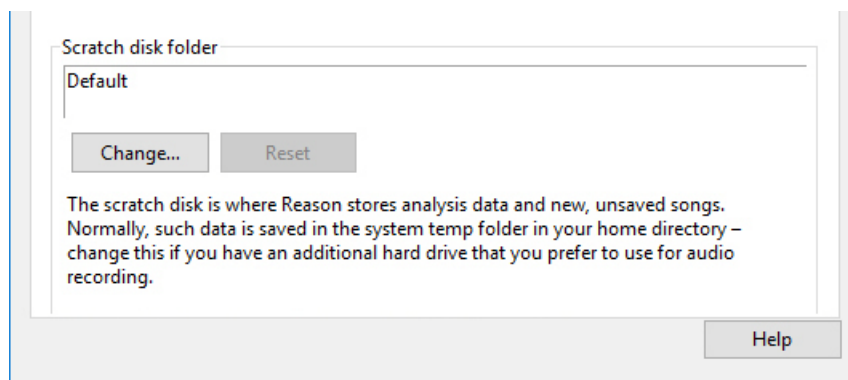 Scratch disk folder
Default
Change... Reset
The scratch disk is where Reason stores analysis data and new, unsaved songs.
Normally, such data is saved in the system temp folder in your home directory –
change this if you have an additional hard drive that you prefer to use for audio
recording.
Help